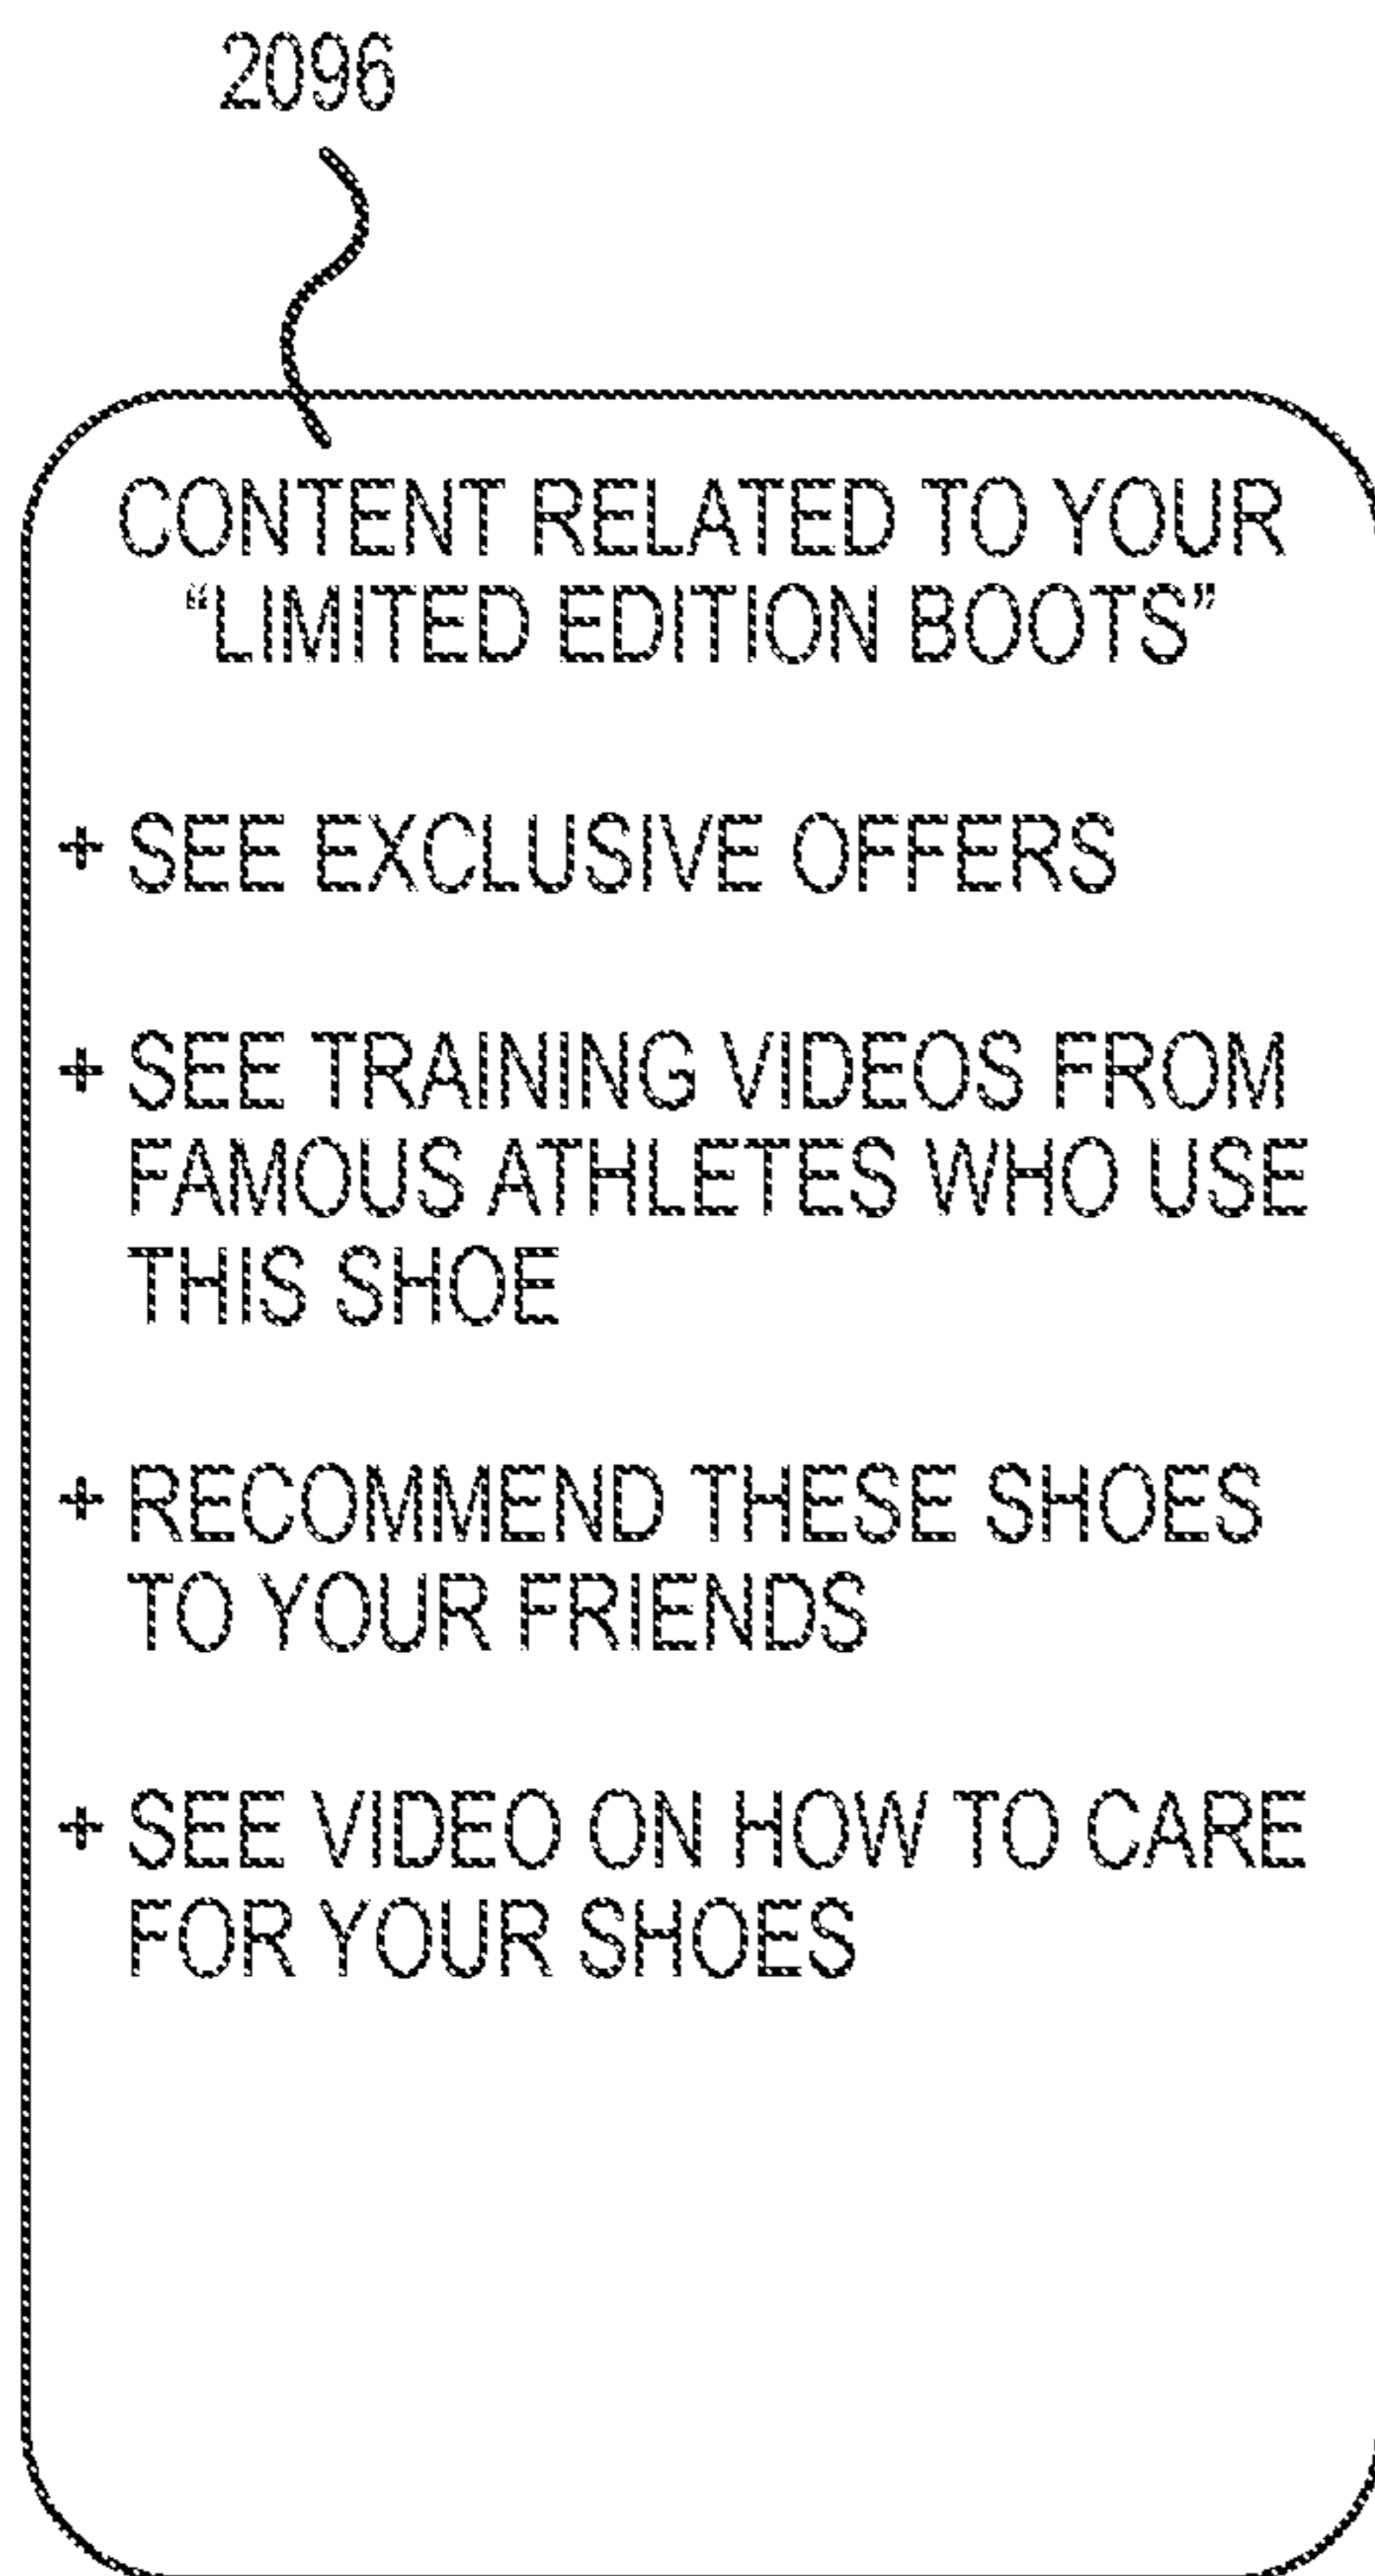 2096
CONTENT RELATED TO YOUR
“LIMITED EDITION BOOTS”
+ SEE EXCLUSIVE OFFERS
+ SEE TRAINING VIDEOS FROM
FAMOUS ATHLETES WHO USE
THIS SHOE
+ RECOMMEND THESE SHOES
TO YOUR FRIENDS
+ SEE VIDEO ON HOW TO CARE
FOR YOUR SHOES